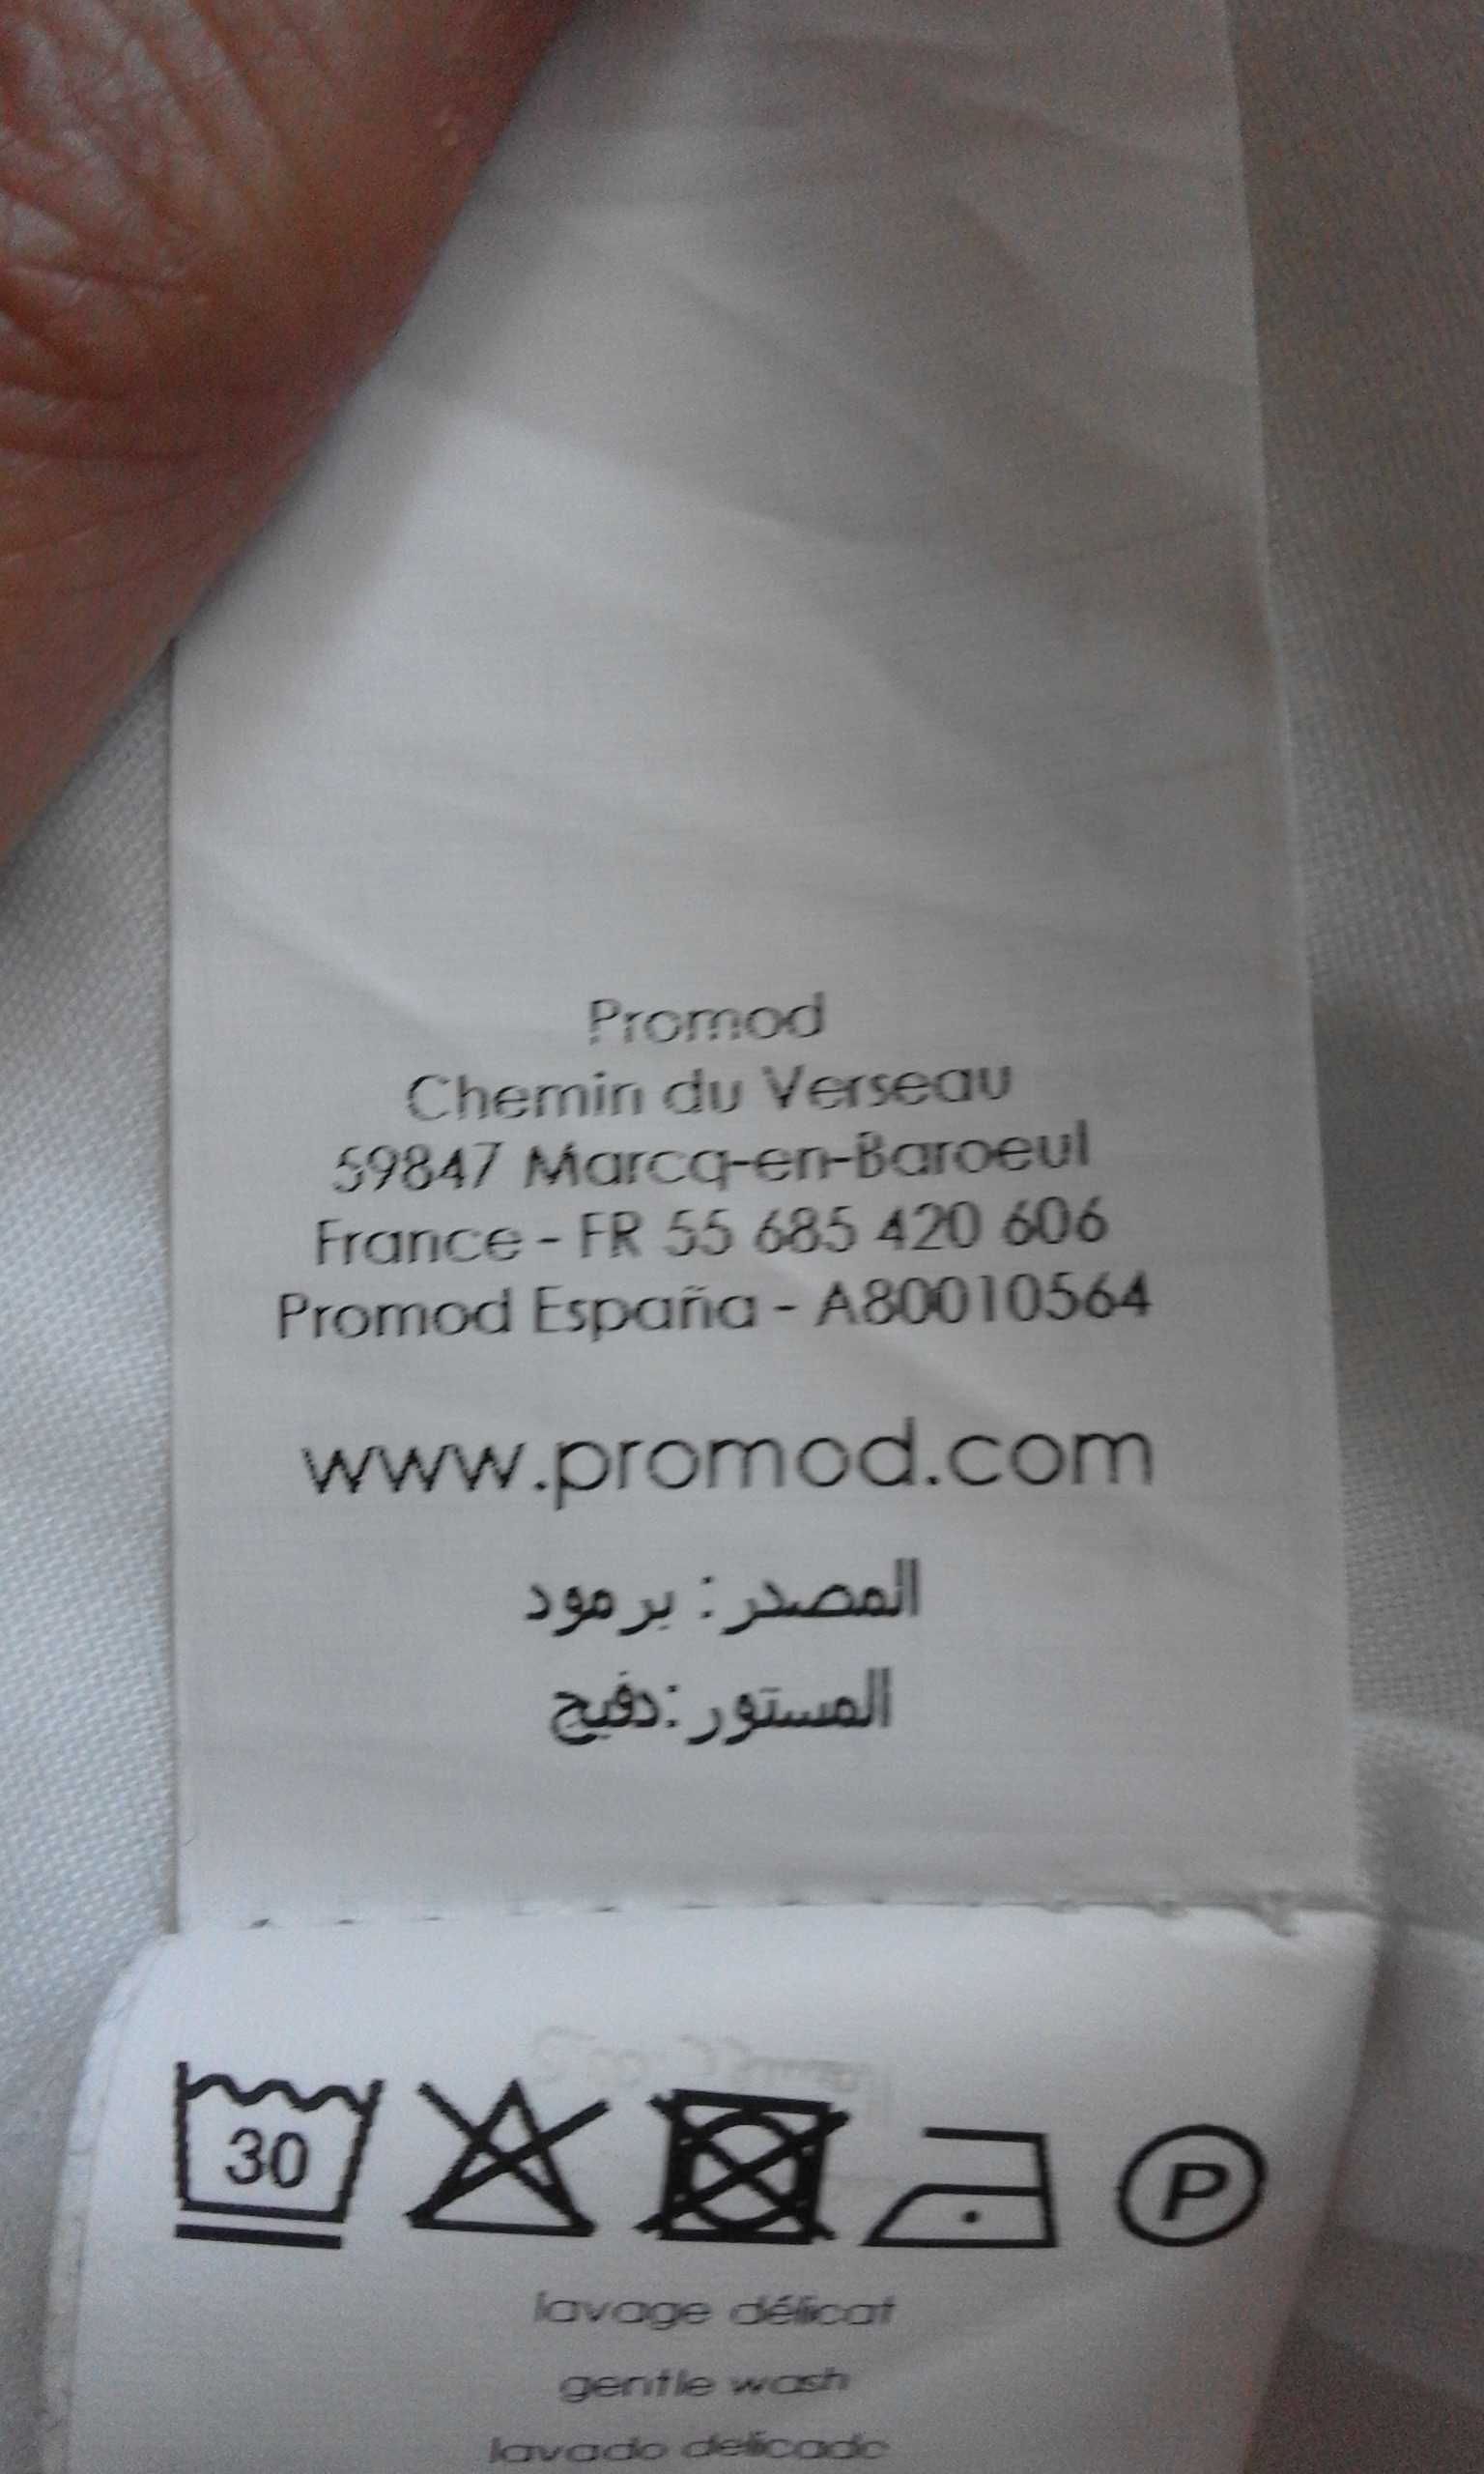 Promod
Chemin du Verseau
59847 Marcq-en-Baroeul
France - FR 55 685 420 606
Promod España - A80010564
www.promod.com
المصدر: برمود
المستور:دفيج
30
P
lavage délicat
gentle wash
lavado delicado